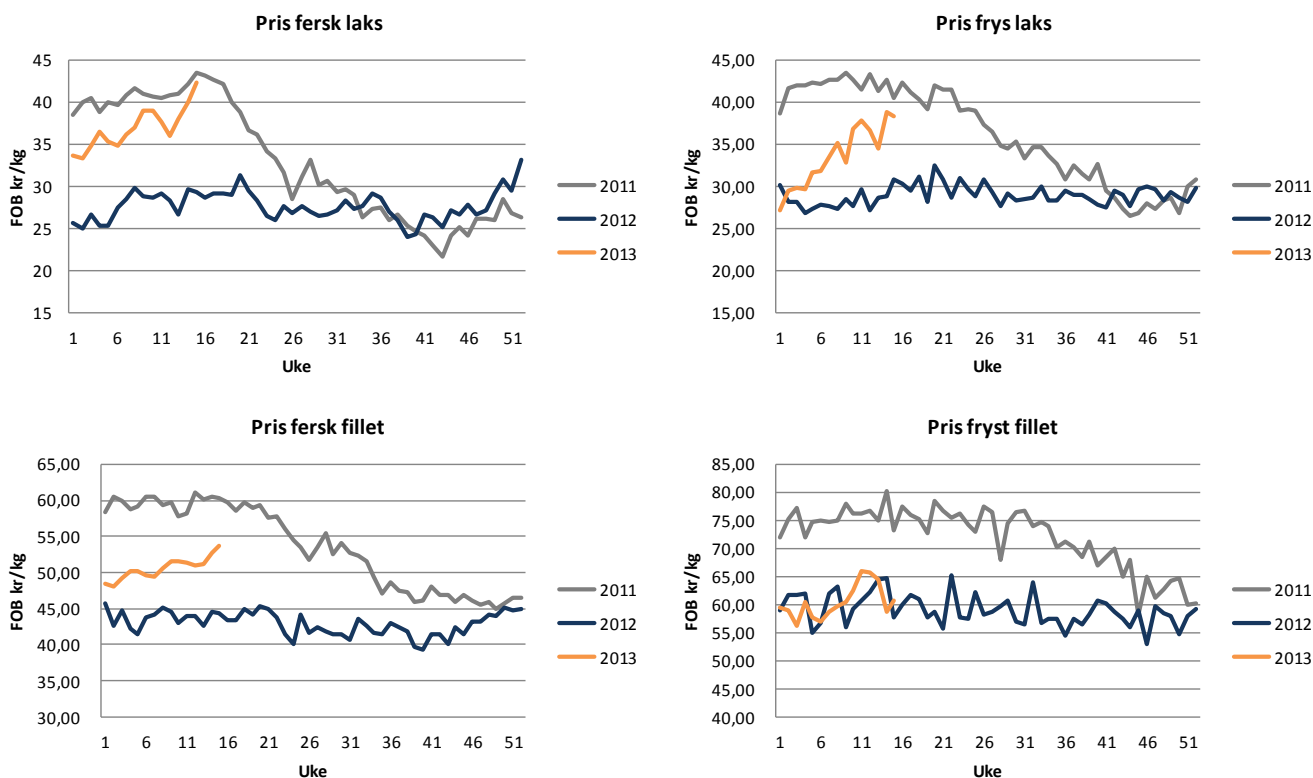 Pris fersk laks
FOB kr/kg
45
40
35
30
25
20
15
1 6 11 16 21 26 31 36 41 46 51
Uke
2011
2012
2013
Pris frys laks
FOB kr/kg
45,00
40,00
35,00
30,00
25,00
20,00
15,00
1 6 11 16 21 26 31 36 41 46 51
Uke
2011
2012
2013
Pris fersk fillet
FOB kr/kg
65,00
60,00
55,00
50,00
45,00
40,00
35,00
30,00
1 6 11 16 21 26 31 36 41 46 51
Uke
2011
2012
2013
Pris fryst fillet
FOB kr/kg
85,00
80,00
75,00
70,00
65,00
60,00
55,00
50,00
45,00
40,00
1 6 11 16 21 26 31 36 41 46 51
Uke
2011
2012
2013